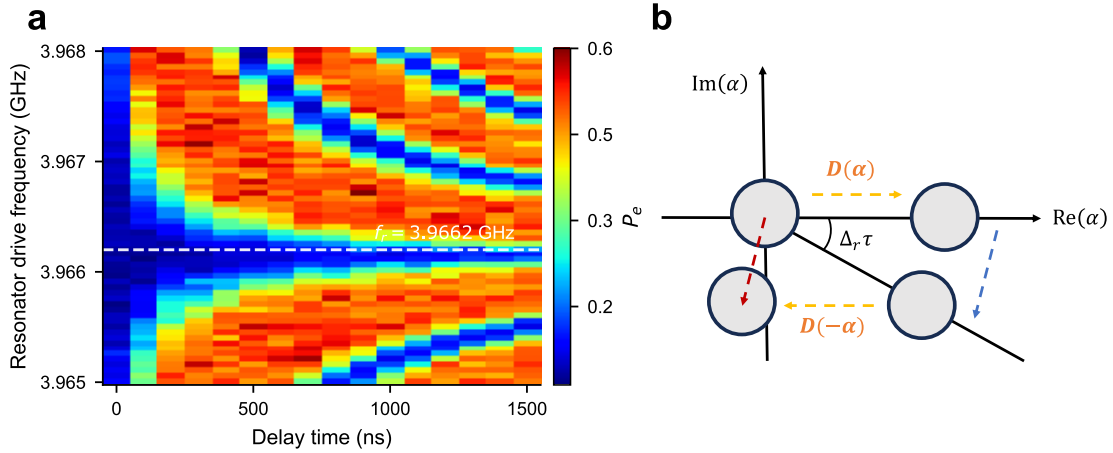 a
3.968
3.967
3.966
3.965
Resonator drive frequency (GHz)
f_r = 3.9662 GHz
0
500
1000
1500
Delay time (ns)
0.6
0.5
0.3
0.2
P_e
b
Im(α)
D(α)
Re(α)
Δ_r τ
D(−α)